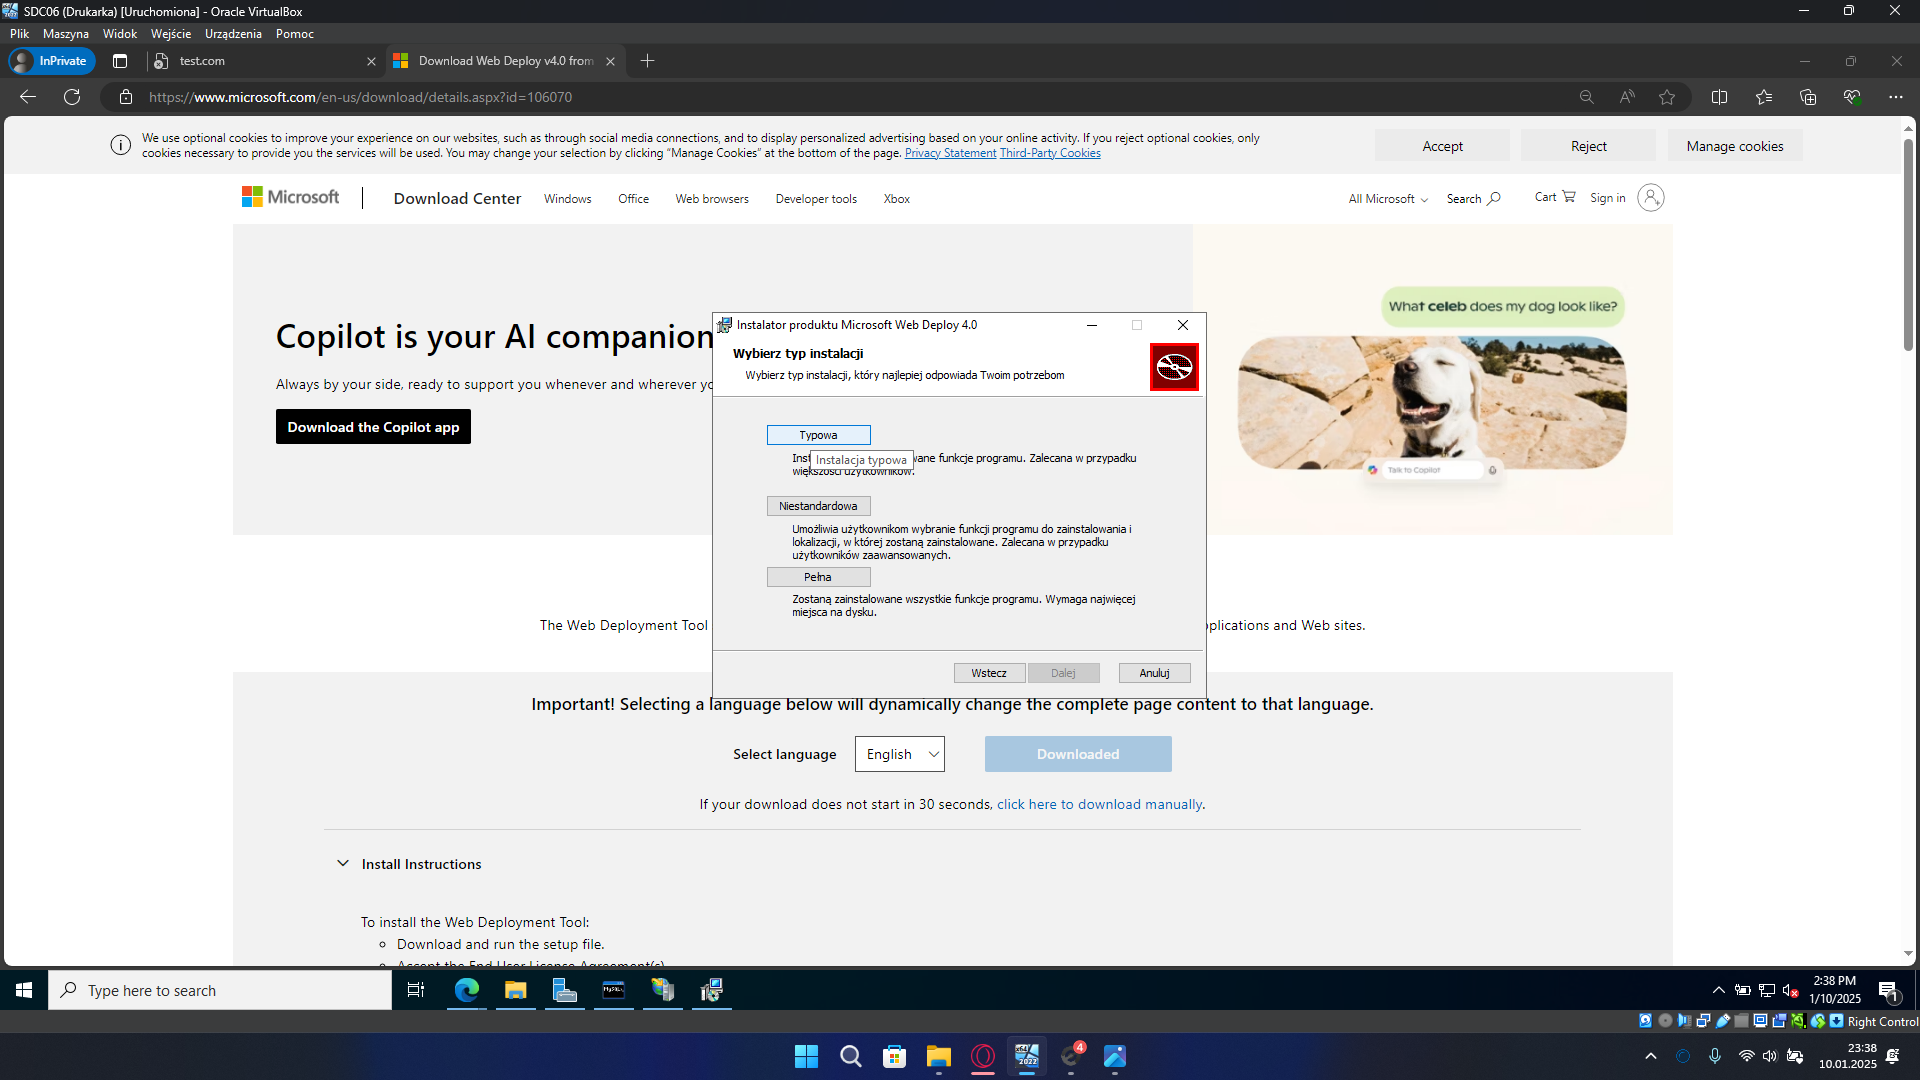 SDC06 (Drukarka) [Uruchomiona] - Oracle VirtualBox
Plik Maszyna Widok Wejście Urządzenia Pomoc
InPrivate test.com Download Web Deploy v4.0 from
https://www.microsoft.com/en-us/download/details.aspx?id=106070
We use optional cookies to improve your experience on our websites, such as through social media connections, and to display personalized advertising based on your online activity. If you reject optional cookies, only
cookies necessary to provide you the services will be used. You may change your selection by clicking "Manage Cookies" at the bottom of the page. Privacy Statement Third-Party Cookies
Accept Reject Manage cookies
Microsoft Download Center Windows Office Web browsers Developer tools Xbox All Microsoft Search Cart Sign in
Copilot is your AI companion
Always by your side, ready to support you whenever and wherever
Download the Copilot app
What celeb does my dog look like?
Talk to Copilot
Instalator produktu Microsoft Web Deploy 4.0
Wybierz typ instalacji
Wybierz typ instalacji, który najlepiej odpowiada Twoim potrzebom
Typowa
funkcje programu. Zalecana w przypadku
Instalacja typowa
większości użytkowników.
Niestandardowa
Umożliwia użytkownikom wybranie funkcji programu do zainstalowania i
lokalizacji, w której zostaną zainstalowane. Zalecana w przypadku
użytkowników zaawansowanych.
Pełna
Zostaną zainstalowane wszystkie funkcje programu. Wymaga najwięcej
miejsca na dysku.
Wstecz Dalej Anuluj
The Web Deployment Tool
plications and Web sites.
Important! Selecting a language below will dynamically change the complete page content to that language.
Select language English Downloaded
If your download does not start in 30 seconds, click here to download manually.
Install Instructions
To install the Web Deployment Tool:
Download and run the setup file.
Accept the End User License Agreement(s)
Type here to search
2:38 PM
1/10/2025
1
Right Control
4
23:38
10.01.2025